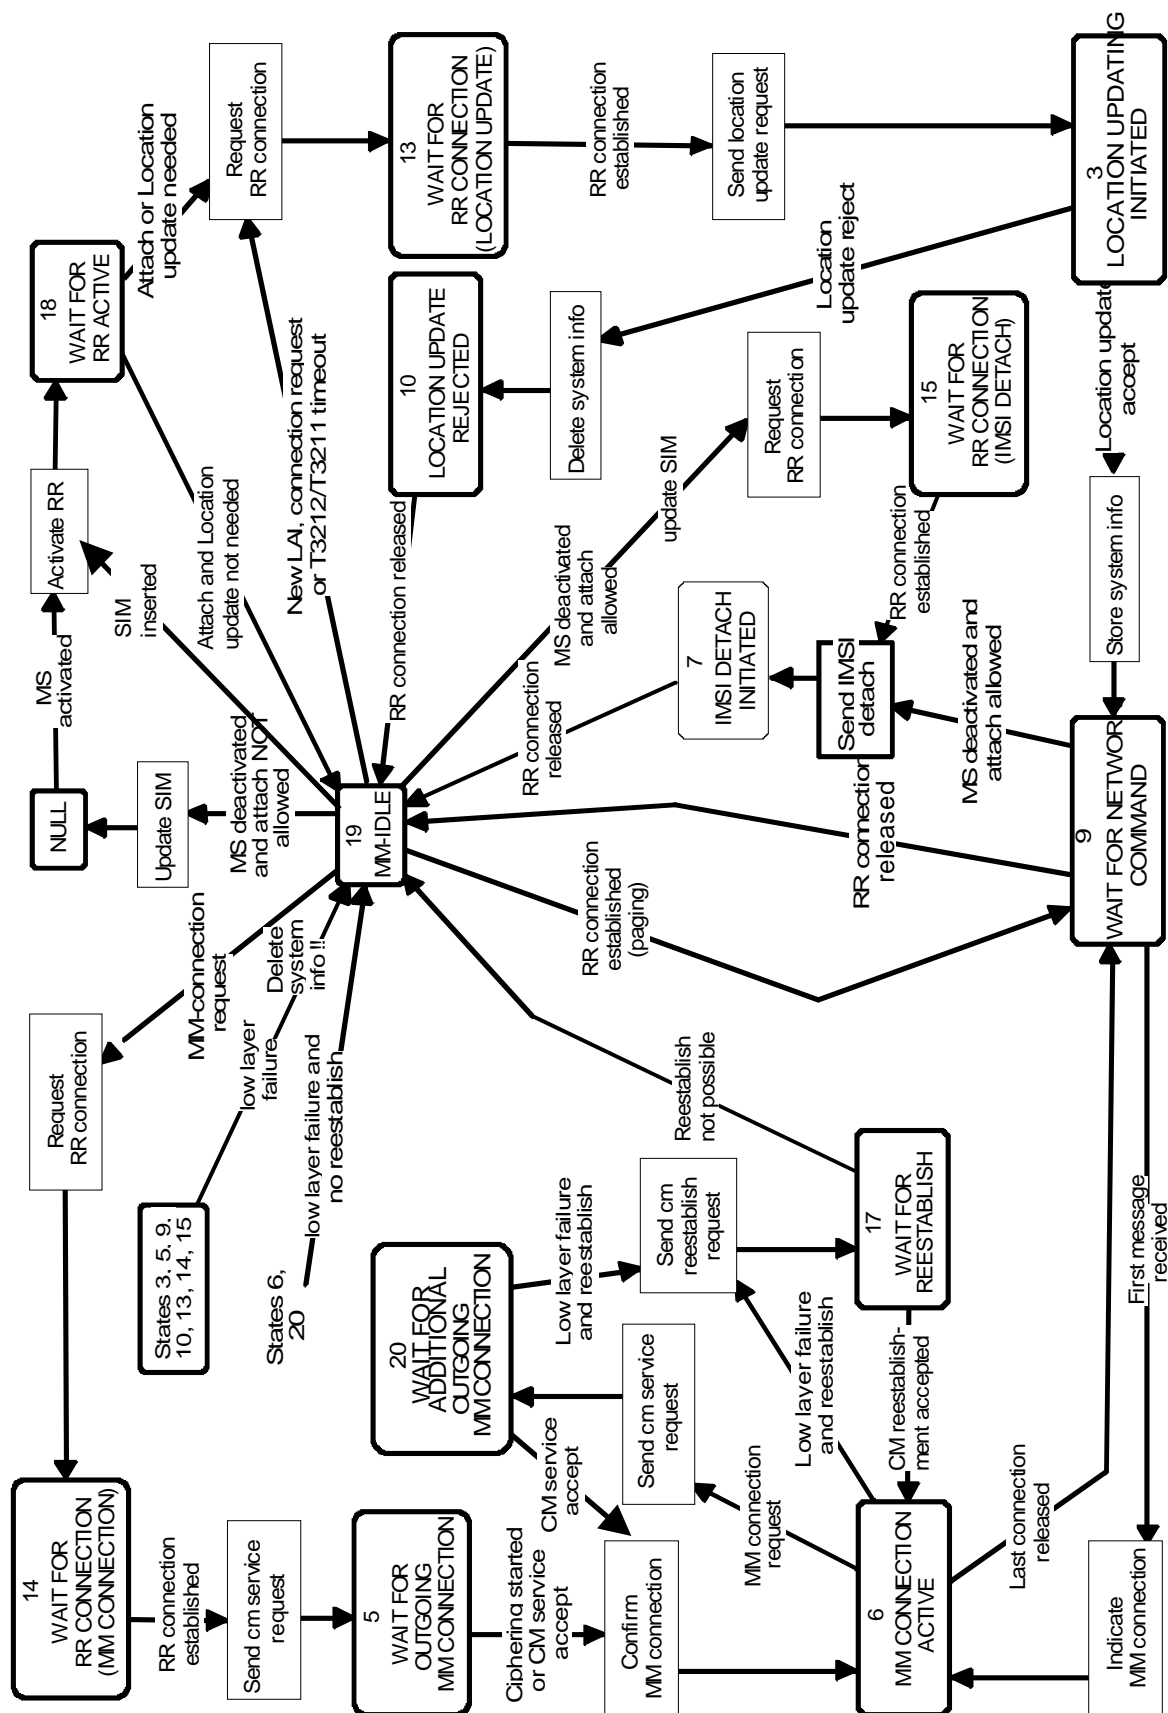 14
WAIT FOR
RR CONNECTION
(MM CONNECTION)
Request
RR connection
NULL
MS
activated
Activate RR
18
WAIT FOR
RR ACTIVE
Attach or Location
update needed
Request
RR connection
13
WAIT FOR
RR CONNECTION
(LOCATION UPDATE)
RR connection
established
Send location
update request
3
LOCATION UPDATING
INITIATED
RR connection
established
Send cm service
request
5
WAIT FOR
OUTGOING
MM CONNECTION
Ciphering started
or CM service
accept
Confirm
MM connection
6
MM CONNECTION
ACTIVE
Indicate
MM connection
States 3. 5. 9.
10, 13, 14, 15
low layer
failure
Delete
system
info !!
States 6,
20
low layer failure and
no reestablish
MM-connection
request
Update SIM
MS deactivated
and attach NOT
allowed
SIM
inserted
Attach and Location
update not needed
New LAI, connection request
or T3212/T3211 timeout
19
MM-IDLE
RR connection released
10
LOCATION UPDATE
REJECTED
Delete system info
Location
update reject
MS deactivated
and attach
allowed
update SIM
Request
RR connection
15
WAIT FOR
RR CONNECTION
(IMSI DETACH)
RR connection
established
Send IMSI
detach
7
IMSI DETACH
INITIATED
RR connection
released
RR connection
released
MS deactivated and
attach allowed
Location update
accept
Store system info
9
WAIT FOR NETWORK
COMMAND
RR connection
established
(paging)
20
WAIT FOR
ADDITIONAL
OUTGOING
MM CONNECTION
Low layer failure
and reestablish
Send cm
reestablish
request
Reestablish
not possible
17
WAIT FOR
REESTABLISH
CM service
accept
Send cm service
request
MM connection
request
Low layer failure
and reestablish
CM reestablish-
ment accepted
Last connection
released
First message
received